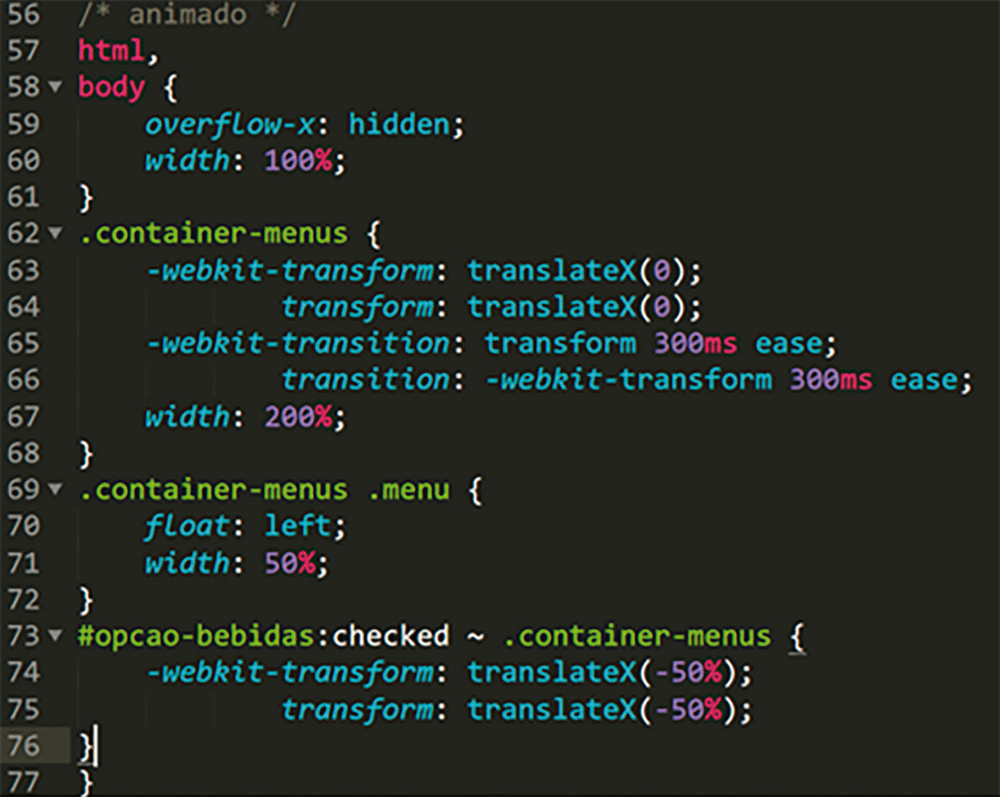 56 /* animado */
57 html,
58 body {
59     overflow-x: hidden;
60     width: 100%;
61 }
62 .container-menus {
63     -webkit-transform: translateX(0);
64             transform: translateX(0);
65     -webkit-transition: transform 300ms ease;
66             transition: -webkit-transform 300ms ease;
67     width: 200%;
68 }
69 .container-menus .menu {
70     float: left;
71     width: 50%;
72 }
73 #opcao-bebidas:checked ~ .container-menus {
74     -webkit-transform: translateX(-50%);
75             transform: translateX(-50%);
76 }
77 }